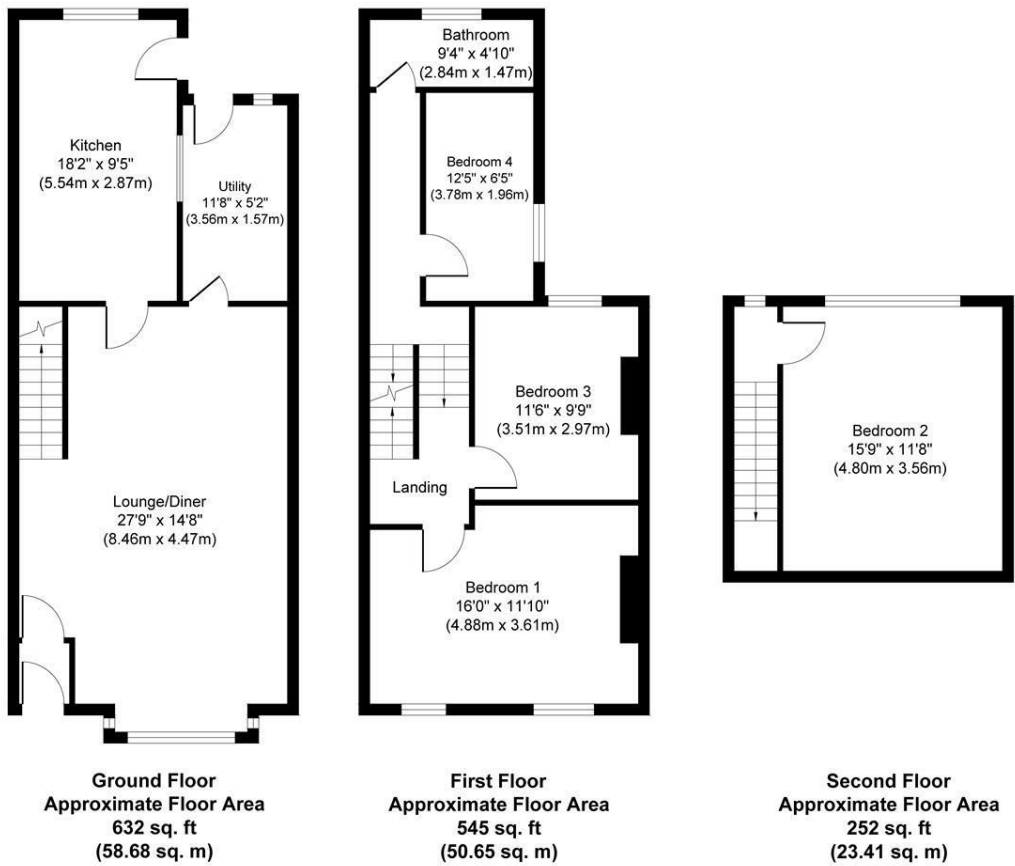 Kitchen
18'2" x 9'5"
(5.54m x 2.87m)
Utility
11'8" x 5'2"
(3.56m x 1.57m)
Lounge/Diner
27'9" x 14'8"
(8.46m x 4.47m)
Ground Floor
Approximate Floor Area
632 sq. ft
(58.68 sq. m)
Bathroom
9'4" x 4'10"
(2.84m x 1.47m)
Bedroom 4
12'5" x 6'5"
(3.78m x 1.96m)
Bedroom 3
11'6" x 9'9"
(3.51m x 2.97m)
Landing
Bedroom 1
16'0" x 11'10"
(4.88m x 3.61m)
First Floor
Approximate Floor Area
545 sq. ft
(50.65 sq. m)
Bedroom 2
15'9" x 11'8"
(4.80m x 3.56m)
Second Floor
Approximate Floor Area
252 sq. ft
(23.41 sq. m)